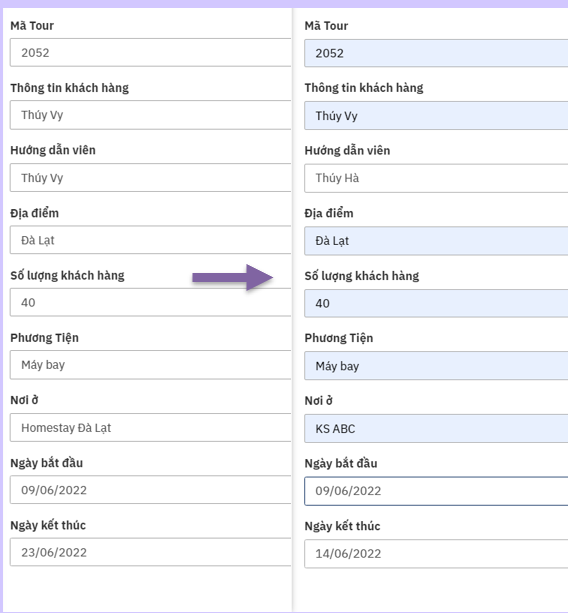 Mã Tour
2052
Thông tin khách hàng
Thúy Vy
Hướng dẫn viên
Thúy Vy
Địa điểm
Đà Lạt
Số lượng khách hàng
40
Phương Tiện
Máy bay
Nơi ở
Homestay Đà Lạt
Ngày bắt đầu
09/06/2022
Ngày kết thúc
23/06/2022
Mã Tour
2052
Thông tin khách hàng
Thúy Vy
Hướng dẫn viên
Thúy Hà
Địa điểm
Đà Lạt
Số lượng khách hàng
40
Phương Tiện
Máy bay
Nơi ở
KS ABC
Ngày bắt đầu
09/06/2022
Ngày kết thúc
14/06/2022